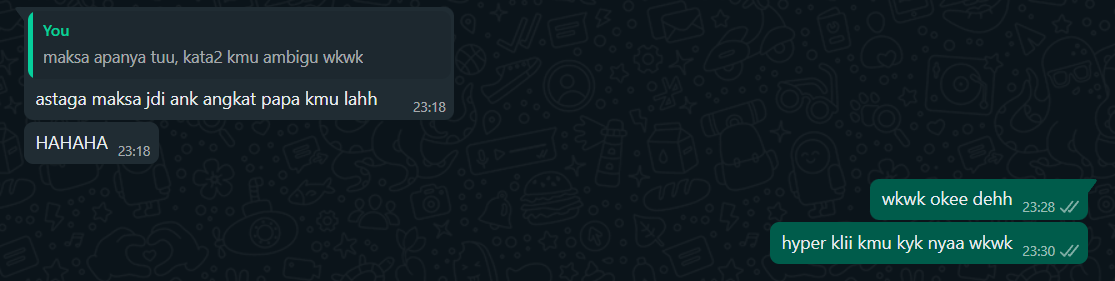 You
maksa apanya tuu, kata2 kmu ambigu wkwk
astaga maksa jdi ank angkat papa kmu lahh
23:18
HAHAHA
23:18
wkwk okee dehh
23:28
hyper klii kmu kyk nyaa wkwk
23:30